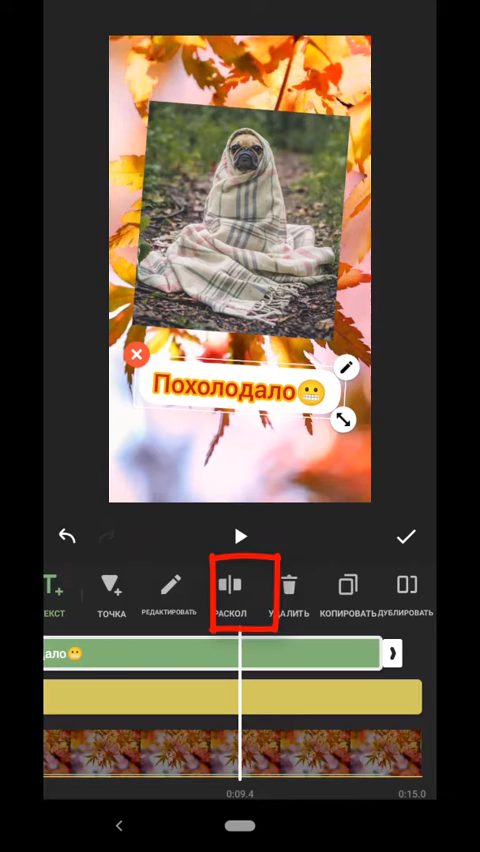 Похолодало😬
ЕКСТ
ТОЧКА
РЕДАКТИРОВАТЬ
РАСКОЛ
УДАЛИТЬ
КОПИРОВАТЬ
ДУБЛИРОВАТЬ
дало😬
0:09.4
0:15.0